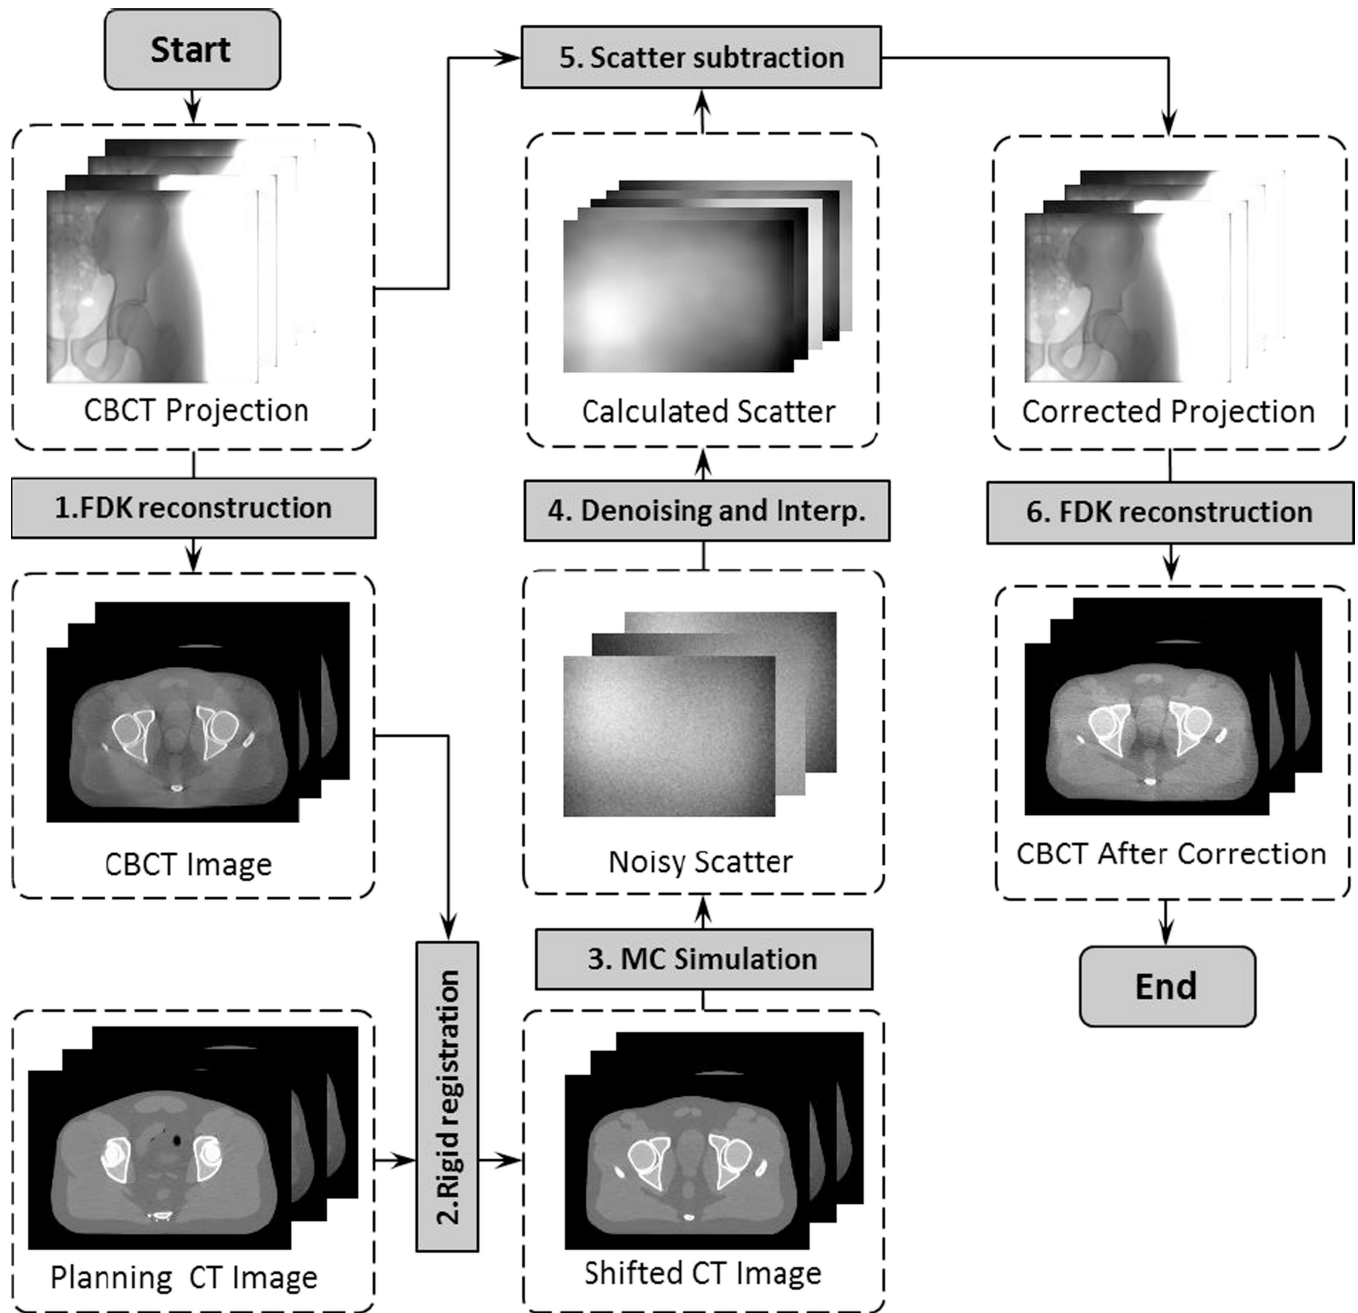 Start
5. Scatter subtraction
CBCT Projection
Calculated Scatter
Corrected Projection
1.FDK reconstruction
4. Denoising and Interp.
6. FDK reconstruction
CBCT Image
Noisy Scatter
CBCT After Correction
2.Rigid registration
3. MC Simulation
End
Planning CT Image
Shifted CT Image